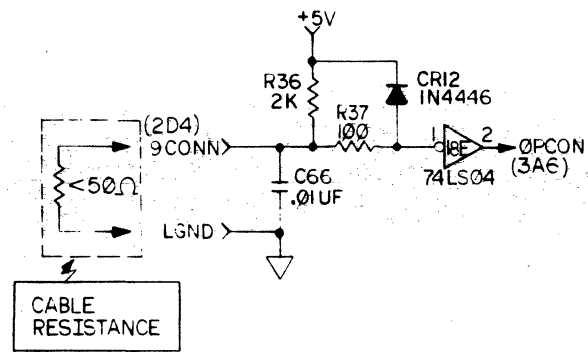 +5V
R36
2K
CR12
1N4446
R37
100
(2D4)
9CONN
1
18E
2
ØPCON
(3A6)
74LS04
<50Ω
C66
.01UF
LGND
CABLE
RESISTANCE